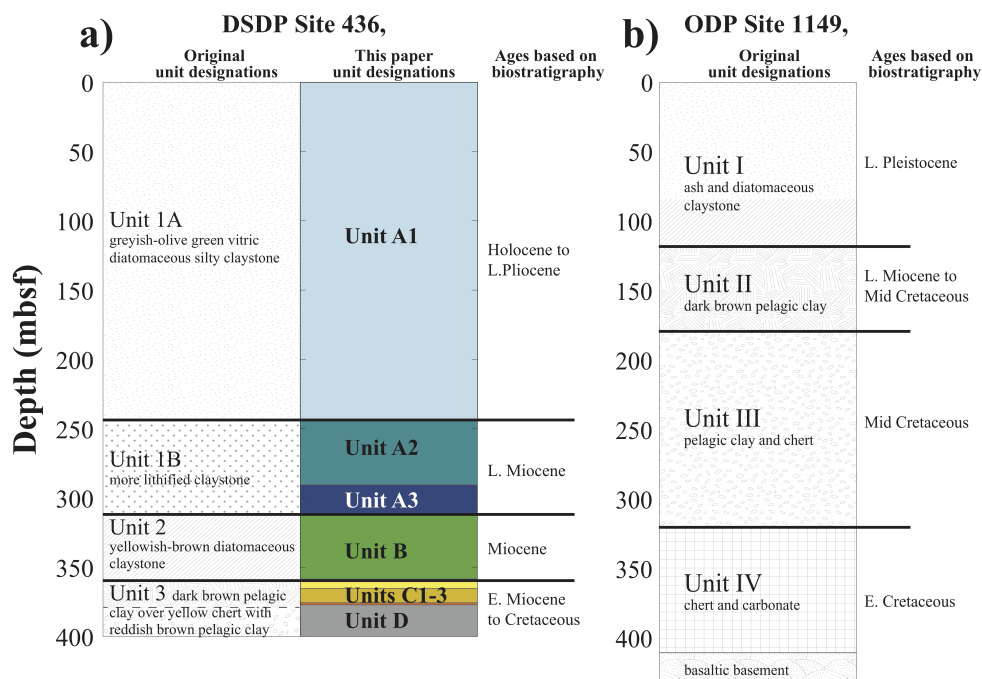 a)
DSDP Site 436,
Original
unit designations
This paper
unit designations
Ages based on
biostratigraphy
Depth (mbsf)
0
50
100
150
200
250
300
350
400
Unit 1A
greyish-olive green vitric
diatomaceous silty claystone
Unit 1B
more lithified claystone
Unit 2
yellowish-brown diatomaceous
claystone
Unit 3 dark brown pelagic
clay over yellow chert with
reddish brown pelagic clay
Unit A1
Unit A2
Unit A3
Unit B
Units C1-3
Unit D
Holocene to
L.Pliocene
L. Miocene
Miocene
E. Miocene
to Cretaceous
b)
ODP Site 1149,
Original
unit designations
Ages based on
biostratigraphy
0
50
100
150
200
250
300
350
400
Unit I
ash and diatomaceous
claystone
Unit II
dark brown pelagic clay
Unit III
pelagic clay and chert
Unit IV
chert and carbonate
basaltic basement
L. Pleistocene
L. Miocene to
Mid Cretaceous
Mid Cretaceous
E. Cretaceous